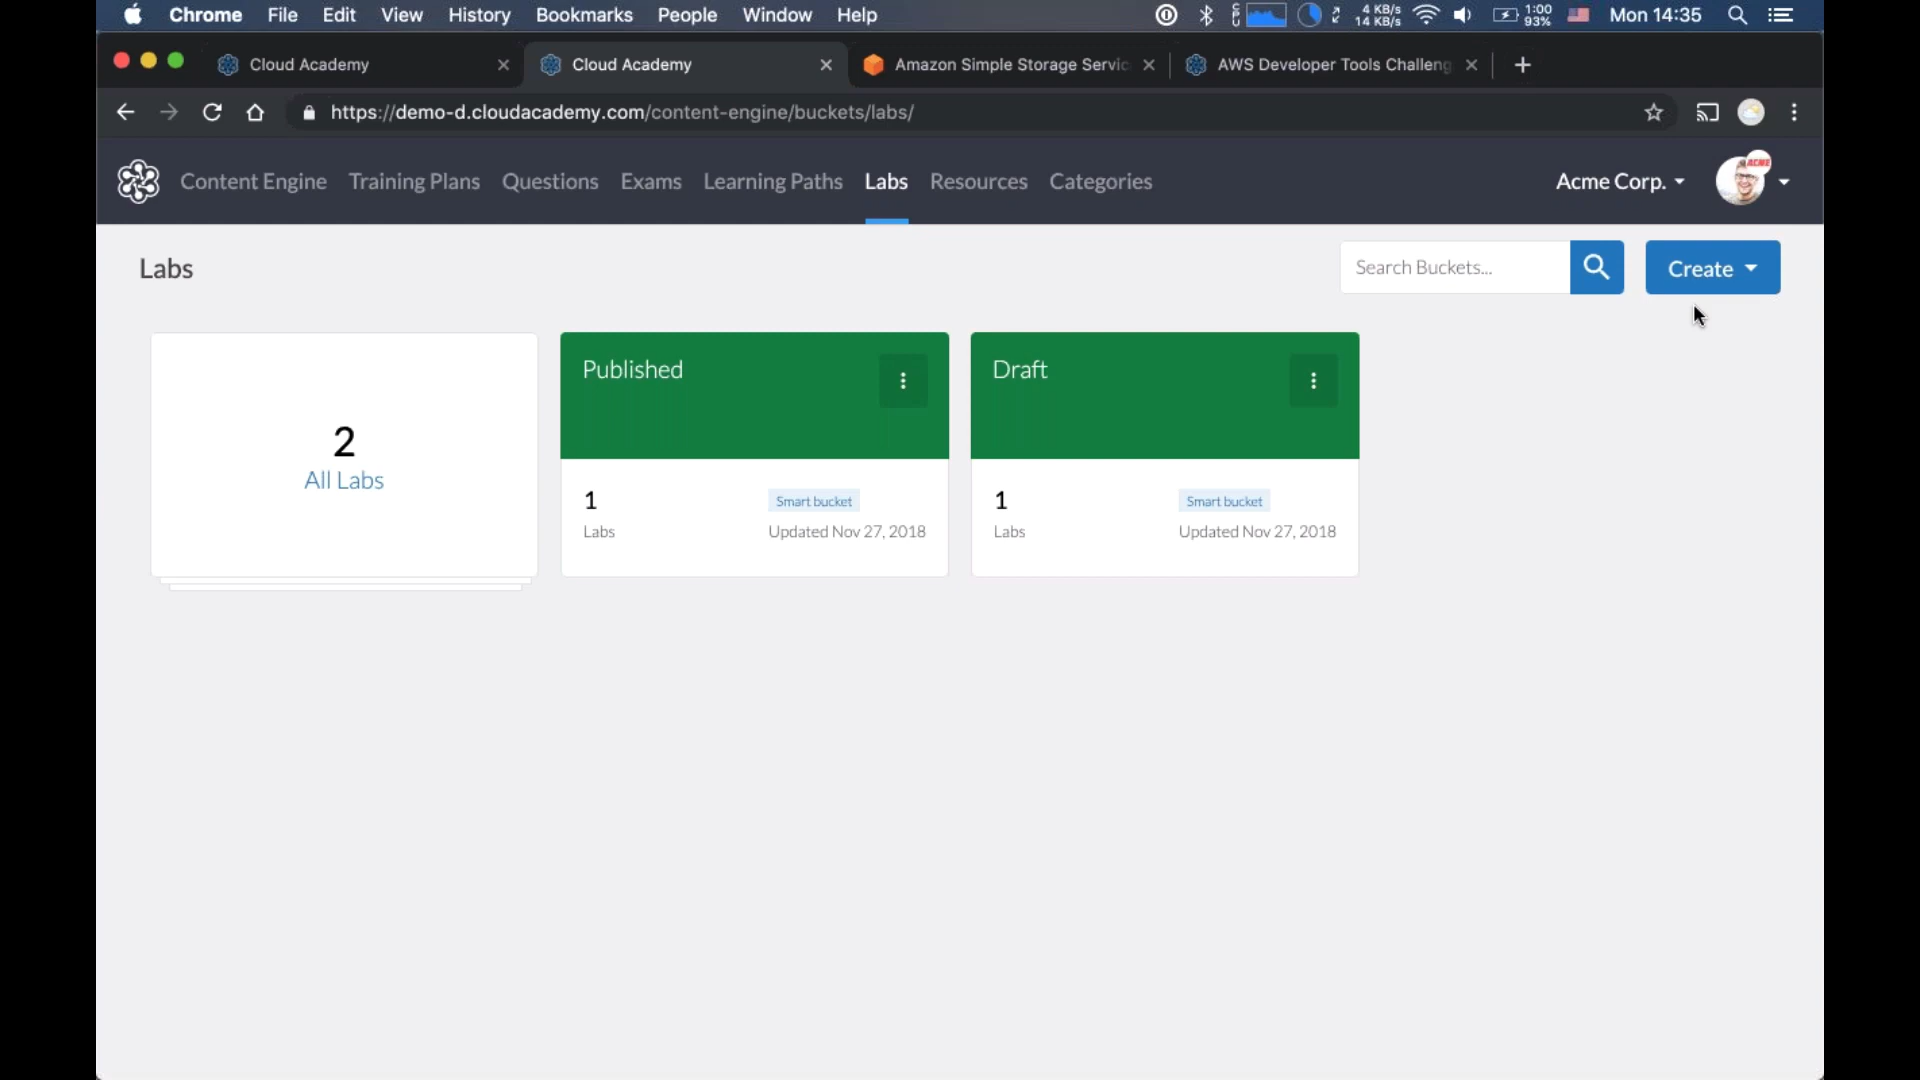 Chrome File Edit View History Bookmarks People Window Help
4 KB/s
14 KB/s
1:00
93%
Mon 14:35
Cloud Academy
Cloud Academy
Amazon Simple Storage Servic
AWS Developer Tools Challeng
https://demo-d.cloudacademy.com/content-engine/buckets/labs/
Content Engine Training Plans Questions Exams Learning Paths Labs Resources Categories
Acme Corp.
ACME
Labs
Search Buckets...
Create
2
All Labs
Published
1
Labs
Smart bucket
Updated Nov 27, 2018
Draft
1
Labs
Smart bucket
Updated Nov 27, 2018